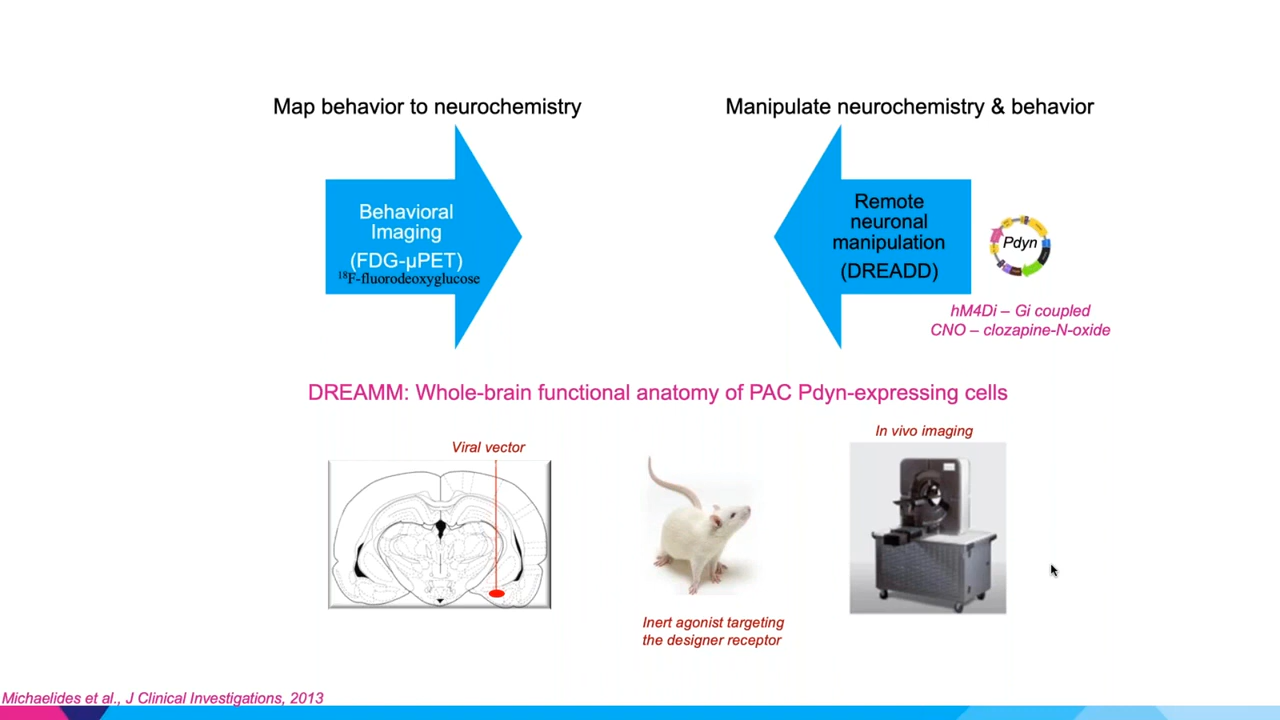 Map behavior to neurochemistry
Manipulate neurochemistry & behavior
Behavioral
Imaging
(FDG-µPET)
18F-fluorodeoxyglucose
Remote
neuronal
manipulation
(DREADD)
Pdyn
hM4Di – Gi coupled
CNO – clozapine-N-oxide
DREAMM: Whole-brain functional anatomy of PAC Pdyn-expressing cells
Viral vector
In vivo imaging
Inert agonist targeting
the designer receptor
Michaelides et al., J Clinical Investigations, 2013